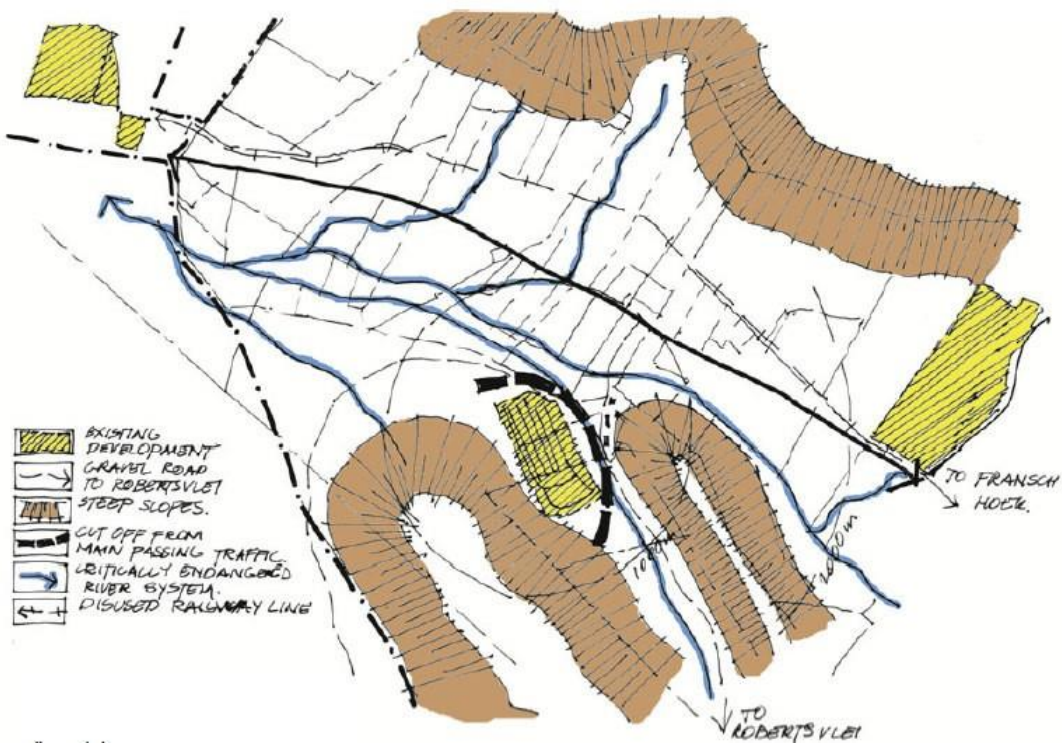 EXISTING
DEVELOPMENT
GRAVEL ROAD
TO ROBERTSVLEI
STEEP SLOPES.
CUT OFF FROM
MAIN PASSING TRAFFIC.
CRITICALLY ENDANGERED
RIVER SYSTEM.
DISUSED RAILWAY LINE
TO FRANSCH
HOEK.
1000m
TO
ROBERTSVLEI